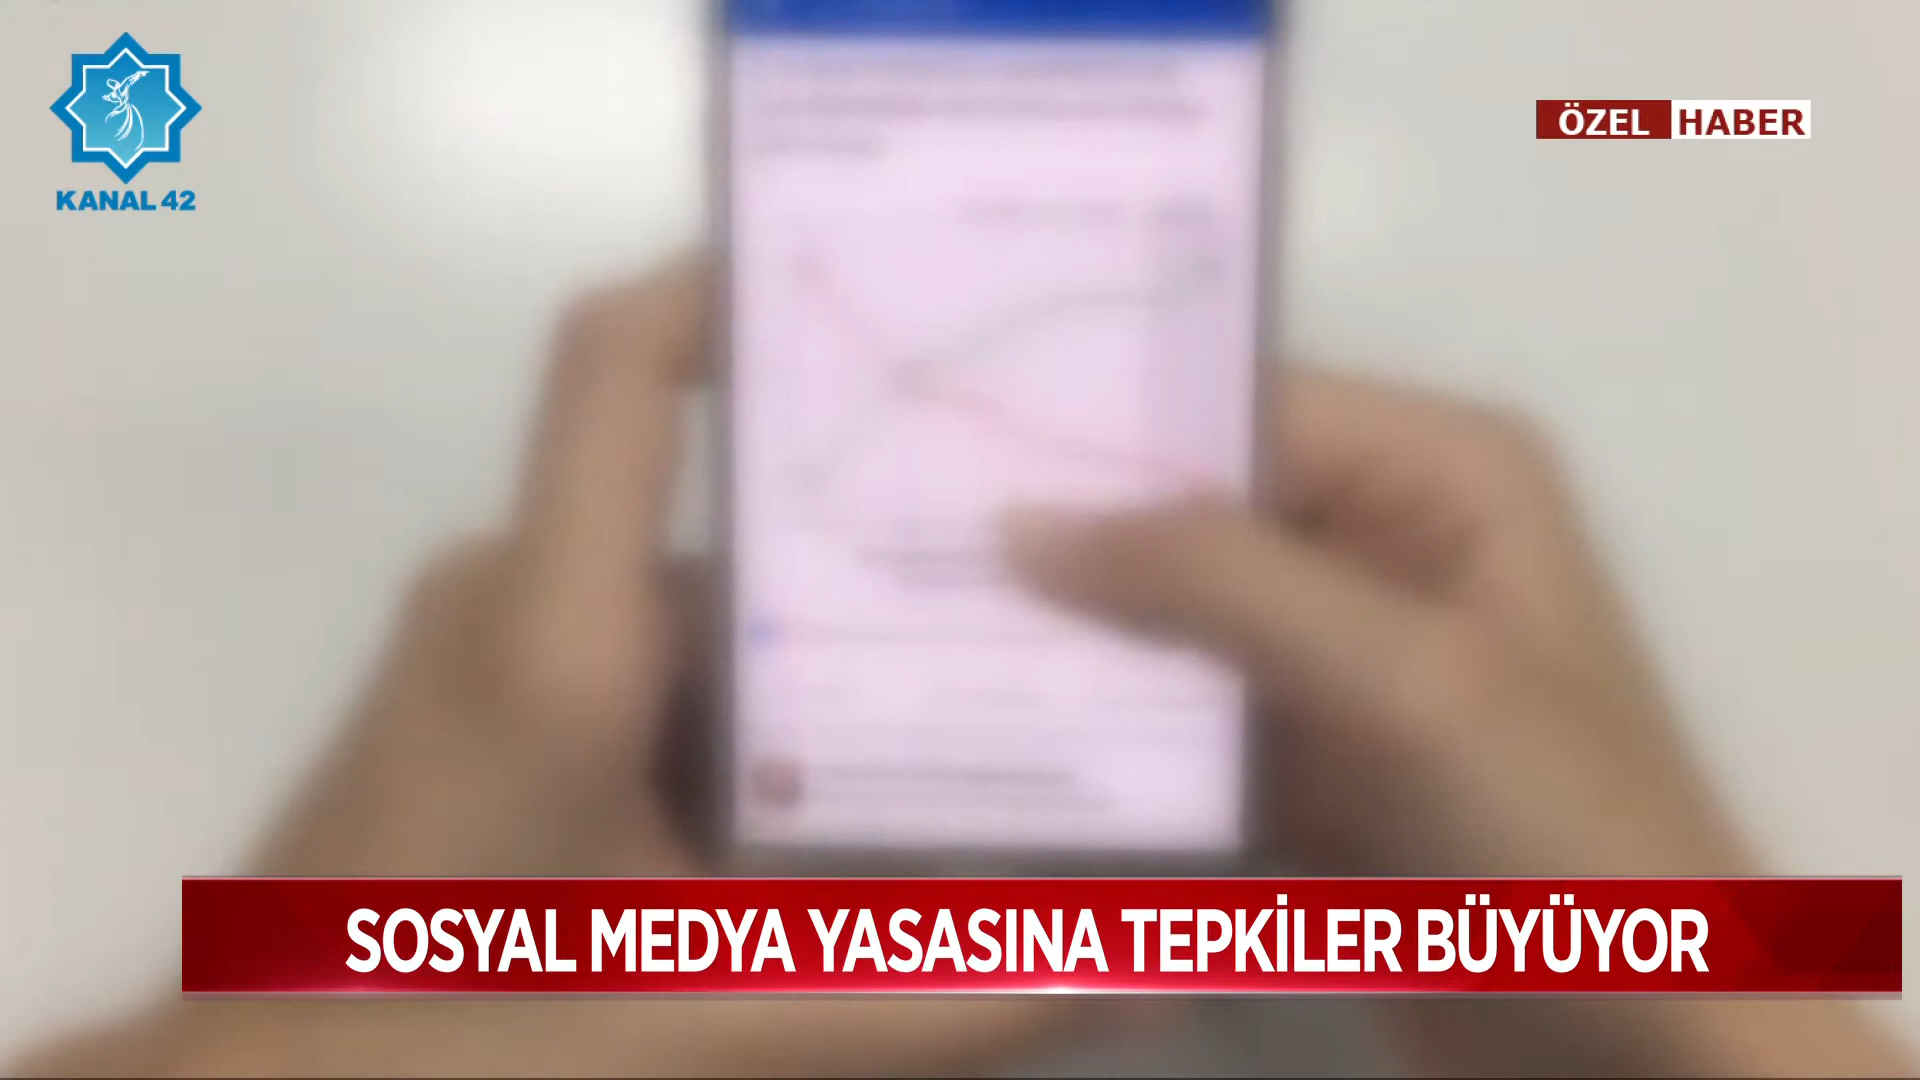 KANAL 42
ÖZEL HABER
SOSYAL MEDYA YASASINA TEPKİLER BÜYÜYOR